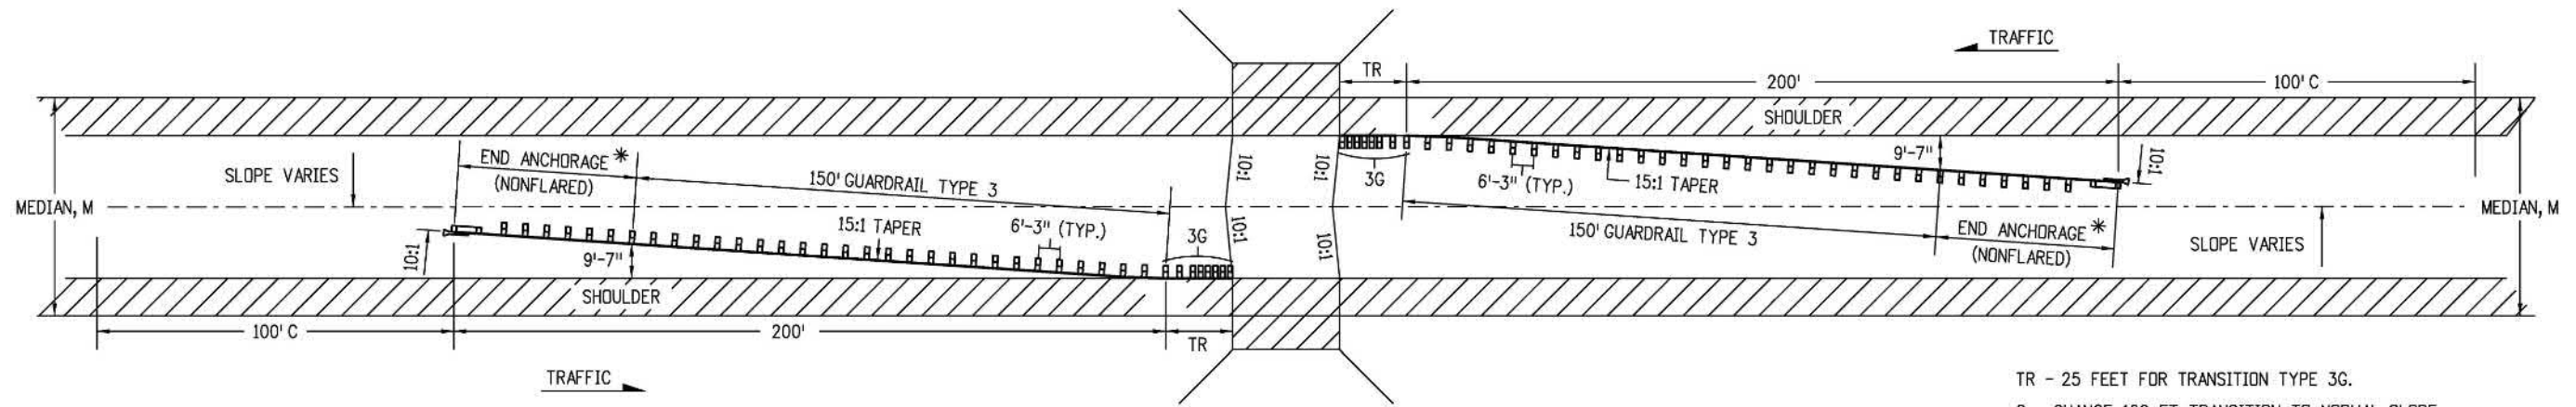 TRAFFIC
TR
200'
100' C
SHOULDER
END ANCHORAGE *
(NONFLARED)
SLOPE VARIES
150' GUARDRAIL TYPE 3
10:1
10:1
3G
6'-3" (TYP.)
15:1 TAPER
9'-7"
10:1
MEDIAN, M
MEDIAN, M
15:1 TAPER
6'-3" (TYP.)
3G
10:1
10:1
150' GUARDRAIL TYPE 3
END ANCHORAGE *
(NONFLARED)
SLOPE VARIES
10:1
9'-7"
SHOULDER
100' C
200'
TR
TRAFFIC
TR - 25 FEET FOR TRANSITION TYPE 3G.